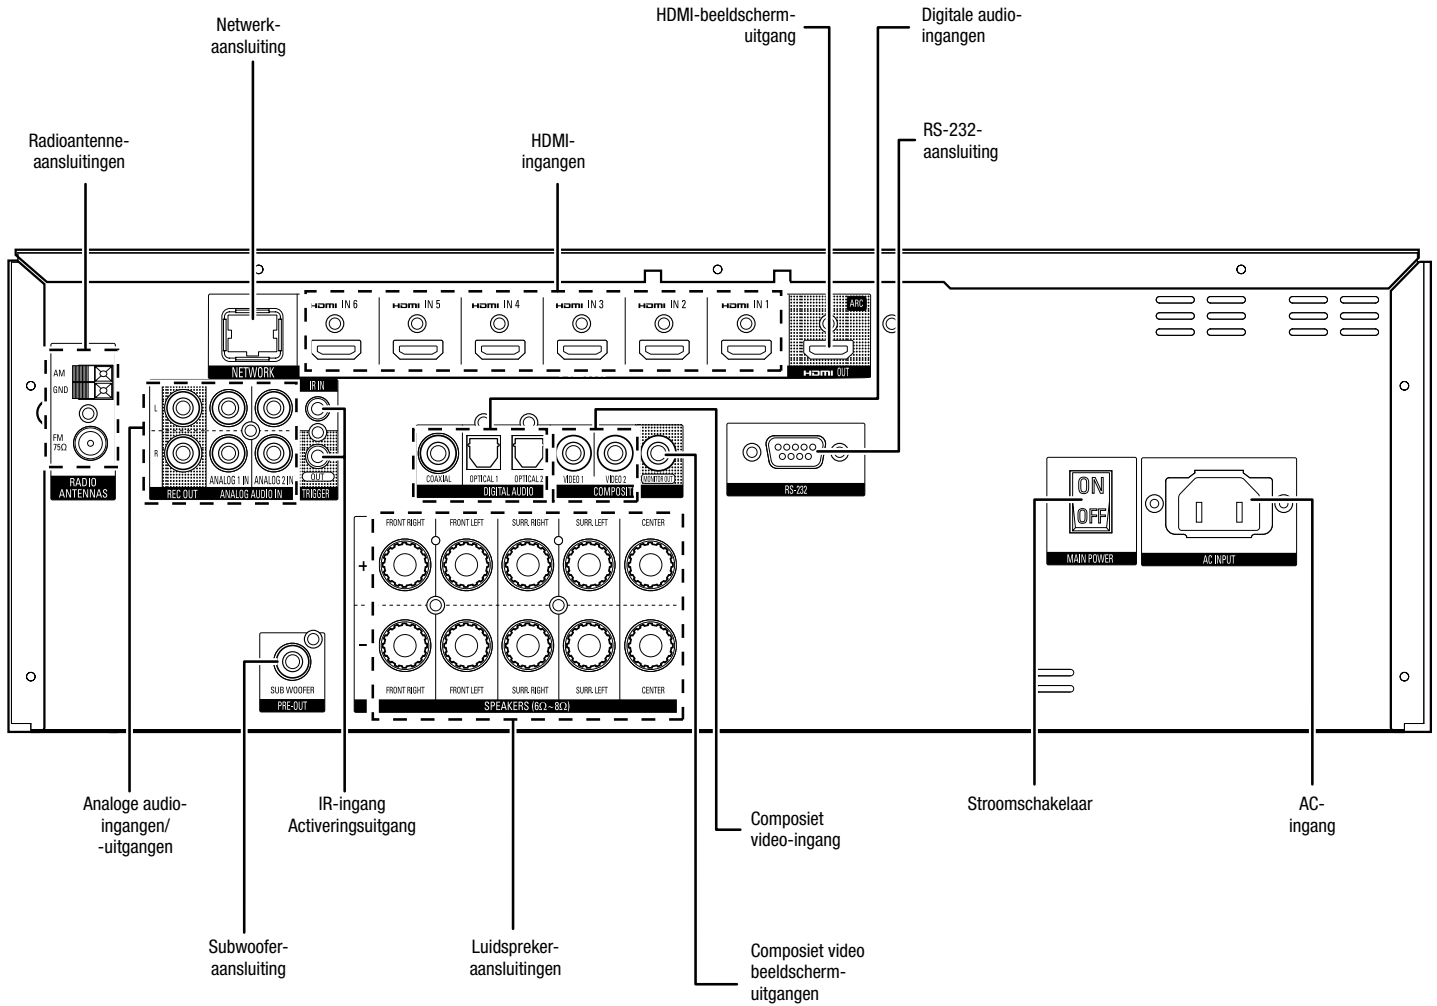 Netwerk-
aansluiting
HDMI-beeldscherm-
uitgang
Digitale audio-
ingangen
Radioantenne-
aansluitingen
HDMI-
ingangen
RS-232-
aansluiting
HDMI IN 6
HDMI IN 5
HDMI IN 4
HDMI IN 3
HDMI IN 2
HDMI IN 1
ARC
NETWORK
HDMI OUT
AM
GND
FM
75Ω
RADIO
ANTENNAS
L
R
ANALOG 1 IN
ANALOG 2 IN
REC OUT
ANALOG AUDIO IN
IR IN
OUT
TRIGGER
COAXIAL
OPTICAL 1
OPTICAL 2
DIGITAL AUDIO
VIDEO 1
VIDEO 2
COMPOSIT
MONITOR OUT
RS-232
ON
OFF
MAIN POWER
AC INPUT
FRONT RIGHT
FRONT LEFT
SURR. RIGHT
SURR. LEFT
CENTER
+
−
FRONT RIGHT
FRONT LEFT
SURR. RIGHT
SURR. LEFT
CENTER
SPEAKERS (6Ω~8Ω)
SUB WOOFER
PRE-OUT
Analoge audio-
ingangen/
-uitgangen
IR-ingang
Activeringsuitgang
Composiet
video-ingang
Stroomschakelaar
AC-
ingang
Subwoofer-
aansluiting
Luidspreker-
aansluitingen
Composiet video
beeldscherm-
uitgangen